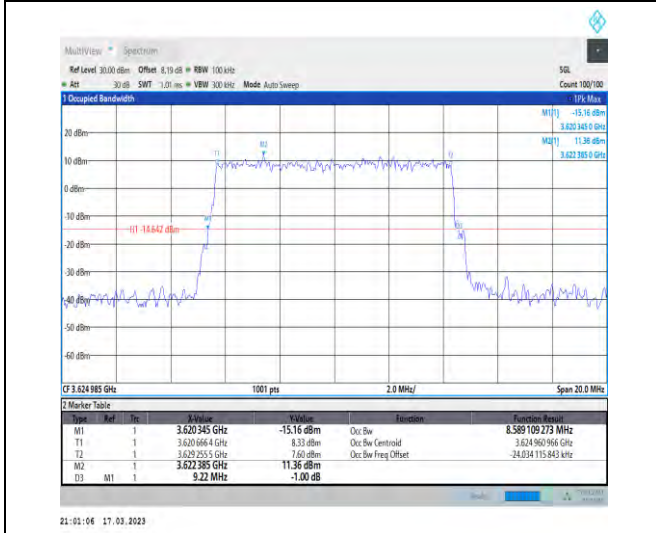 MultiView Spectrum
Ref Level 30.00 dBm Offset 8.19 dB RBW 100 kHz SGL
Att 30 dB SWT 1.01 ms VBW 300 kHz Mode Auto Sweep Count 100/100
1 Occupied Bandwidth 1Pk Max
M1[1] -15.16 dBm
3.620 345 0 GHz
M2[1] 11.36 dBm
3.622 385 0 GHz
20 dBm
M2
T1 T2
10 dBm
0 dBm
-10 dBm
M1
H1 -14.642 dBm
-20 dBm
-30 dBm
-40 dBm
-50 dBm
-60 dBm
CF 3.624 985 GHz 1001 pts 2.0 MHz/ Span 20.0 MHz
2 Marker Table
Type Ref Trc X-Value Y-Value Function Function Result
M1 1 3.620 345 GHz -15.16 dBm Occ Bw 8.589 109 273 MHz
T1 1 3.620 666 4 GHz 8.33 dBm Occ Bw Centroid 3.624 960 966 GHz
T2 1 3.629 255 5 GHz 7.60 dBm Occ Bw Freq Offset -24.034 115 843 kHz
M2 1 3.622 385 GHz 11.36 dBm
D3 M1 1 9.22 MHz -1.00 dB
21:01:06 17.03.2023